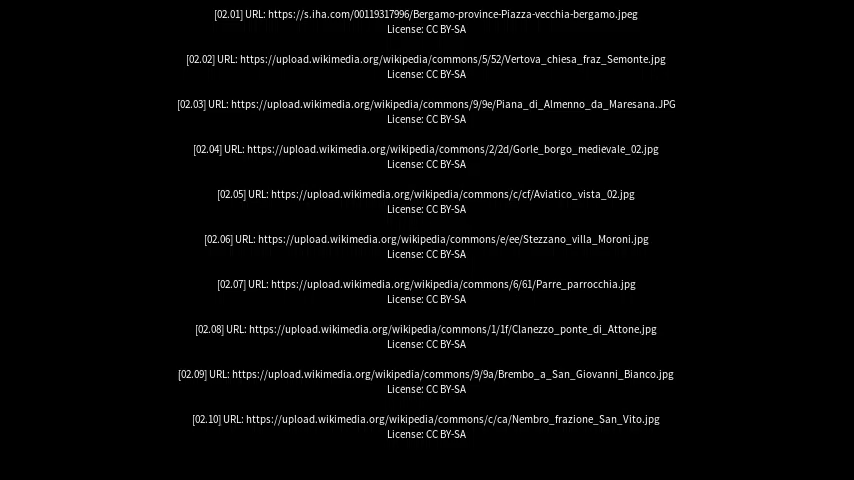 [02.01] URL: https://s.iha.com/00119317996/Bergamo-province-Piazza-vecchia-bergamo.jpeg
License: CC BY-SA
[02.02] URL: https://upload.wikimedia.org/wikipedia/commons/5/52/Vertova_chiesa_fraz_Semonte.jpg
License: CC BY-SA
[02.03] URL: https://upload.wikimedia.org/wikipedia/commons/9/9e/Piana_di_Almenno_da_Maresana.JPG
License: CC BY-SA
[02.04] URL: https://upload.wikimedia.org/wikipedia/commons/2/2d/Gorle_borgo_medievale_02.jpg
License: CC BY-SA
[02.05] URL: https://upload.wikimedia.org/wikipedia/commons/c/cf/Aviatico_vista_02.jpg
License: CC BY-SA
[02.06] URL: https://upload.wikimedia.org/wikipedia/commons/e/ee/Stezzano_villa_Moroni.jpg
License: CC BY-SA
[02.07] URL: https://upload.wikimedia.org/wikipedia/commons/6/61/Parre_parrocchia.jpg
License: CC BY-SA
[02.08] URL: https://upload.wikimedia.org/wikipedia/commons/1/1f/Clanezzo_ponte_di_Attone.jpg
License: CC BY-SA
[02.09] URL: https://upload.wikimedia.org/wikipedia/commons/9/9a/Brembo_a_San_Giovanni_Bianco.jpg
License: CC BY-SA
[02.10] URL: https://upload.wikimedia.org/wikipedia/commons/c/ca/Nembro_frazione_San_Vito.jpg
License: CC BY-SA